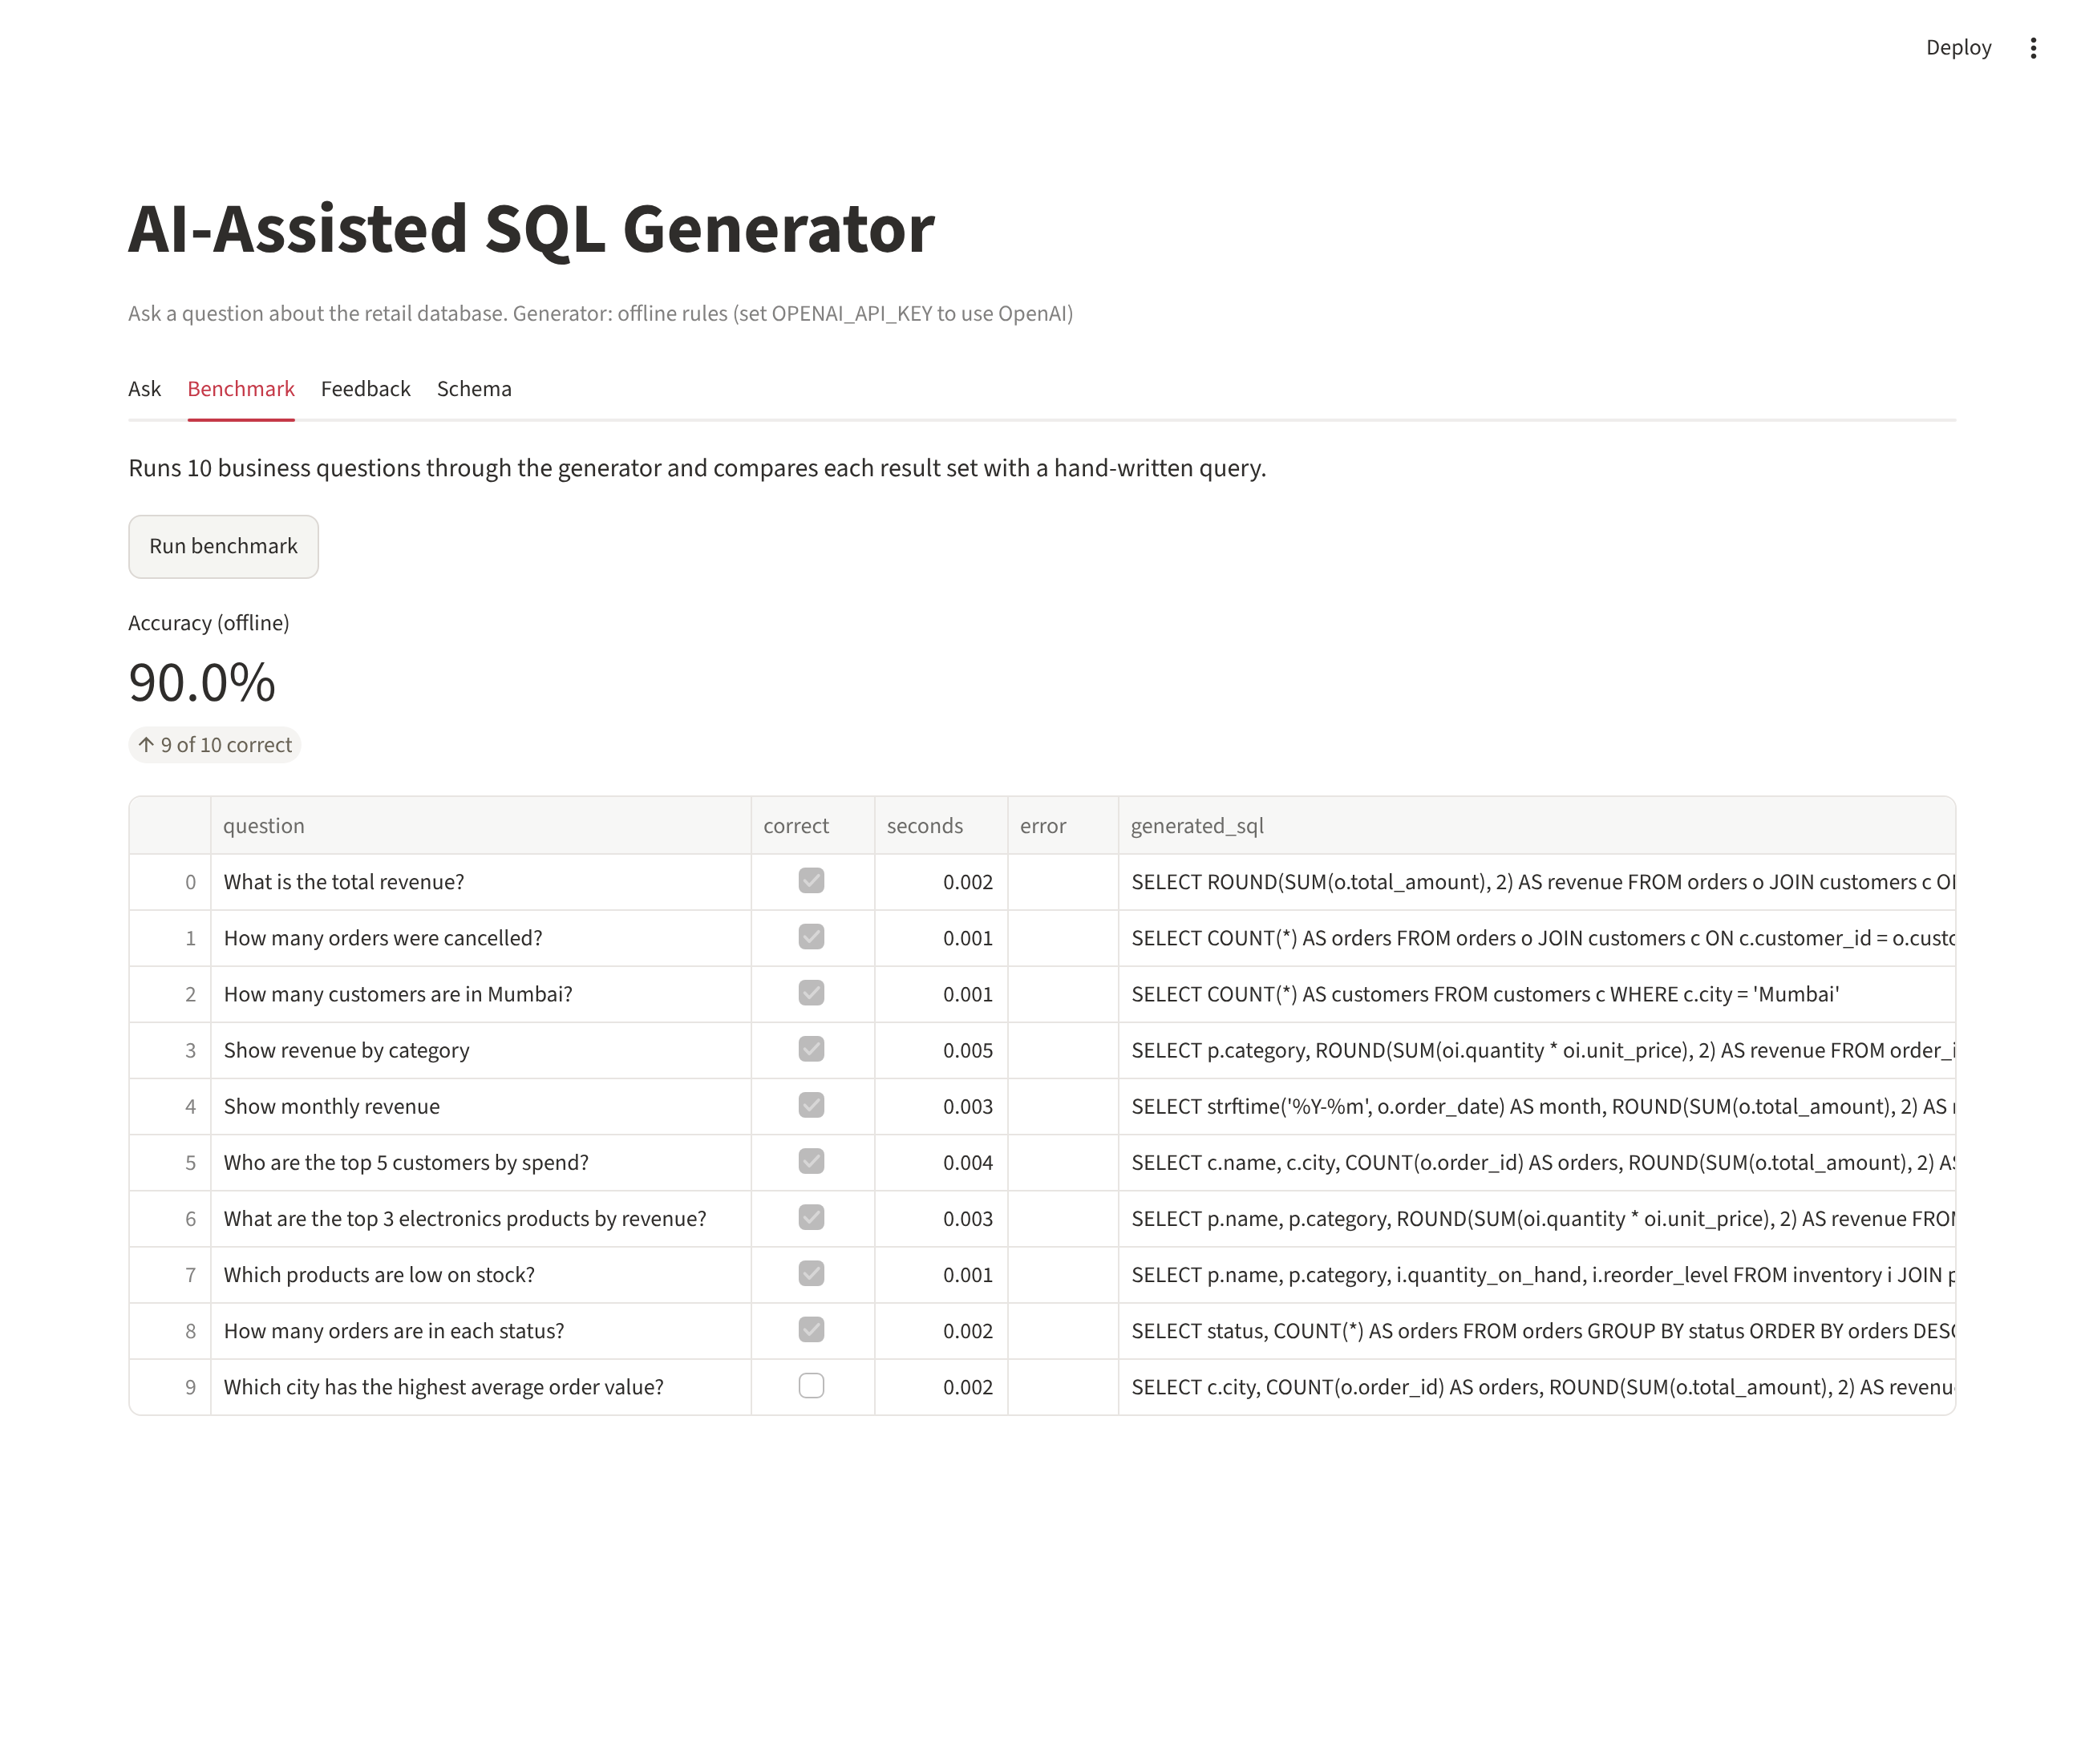 Deploy
AI-Assisted SQL Generator
Ask a question about the retail database. Generator: offline rules (set OPENAI_API_KEY to use OpenAI)
Ask Benchmark Feedback Schema
Runs 10 business questions through the generator and compares each result set with a hand-written query.
Run benchmark
Accuracy (offline)
90.0%
↑ 9 of 10 correct
question correct seconds error generated_sql
0 What is the total revenue? 0.002 SELECT ROUND(SUM(o.total_amount), 2) AS revenue FROM orders o JOIN customers c
1 How many orders were cancelled? 0.001 SELECT COUNT(*) AS orders FROM orders o JOIN customers c ON c.customer_id =
2 How many customers are in Mumbai? 0.001 SELECT COUNT(*) AS customers FROM customers c WHERE c.city = 'Mumbai'
3 Show revenue by category 0.005 SELECT p.category, ROUND(SUM(oi.quantity * oi.unit_price), 2) AS revenue FROM
4 Show monthly revenue 0.003 SELECT strftime('%Y-%m', o.order_date) AS month, ROUND(SUM(o.total_amount), 2) AS
5 Who are the top 5 customers by spend? 0.004 SELECT c.name, c.city, COUNT(o.order_id) AS orders, ROUND(SUM(o.total_amount), 2)
6 What are the top 3 electronics products by revenue? 0.003 SELECT p.name, p.category, ROUND(SUM(oi.quantity * oi.unit_price), 2) AS revenue
7 Which products are low on stock? 0.001 SELECT p.name, p.category, i.quantity_on_hand, i.reorder_level FROM inventory i JOIN
8 How many orders are in each status? 0.002 SELECT status, COUNT(*) AS orders FROM orders GROUP BY status ORDER BY orders
9 Which city has the highest average order value? 0.002 SELECT c.city, COUNT(o.order_id) AS orders, ROUND(SUM(o.total_amount), 2) AS